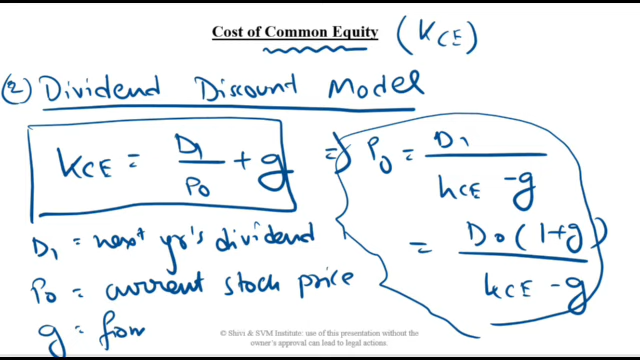 Cost of Common Equity (KCE)
(2) Dividend Discount Model
KCE = D1/P0 + g => P0 = D1/(kCE - g)
= D0(1+g)/(kCE - g)
D1 = next yr's dividend
P0 = current stock price
g = from
© Shivi & SVM Institute: use of this presentation without the
owner's approval can lead to legal actions.